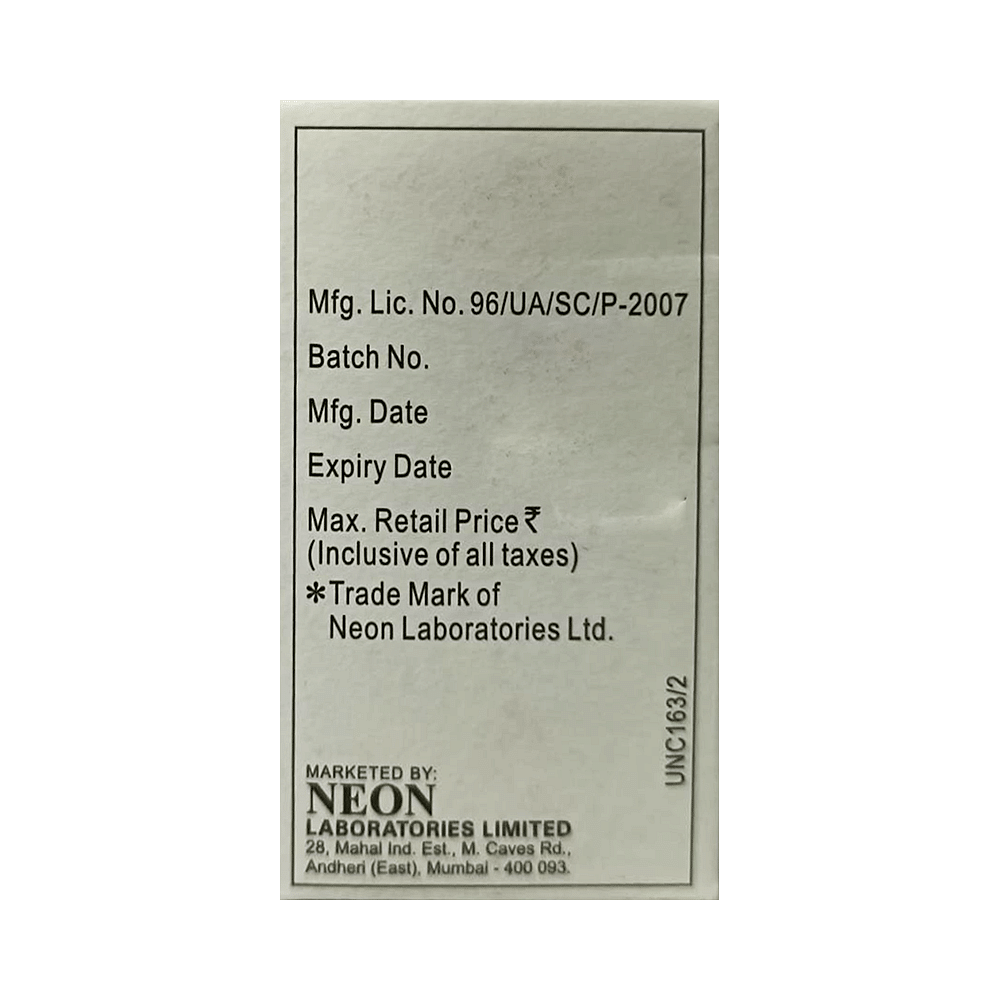 Mfg. Lic. No. 96/UA/SC/P-2007
Batch No.
Mfg. Date
Expiry Date
Max. Retail Price ₹
(Inclusive of all taxes)
*Trade Mark of
Neon Laboratories Ltd.
UNC163/2
MARKETED BY:
NEON
LABORATORIES LIMITED
28, Mahal Ind. Est., M. Caves Rd.,
Andheri (East), Mumbai - 400 093.